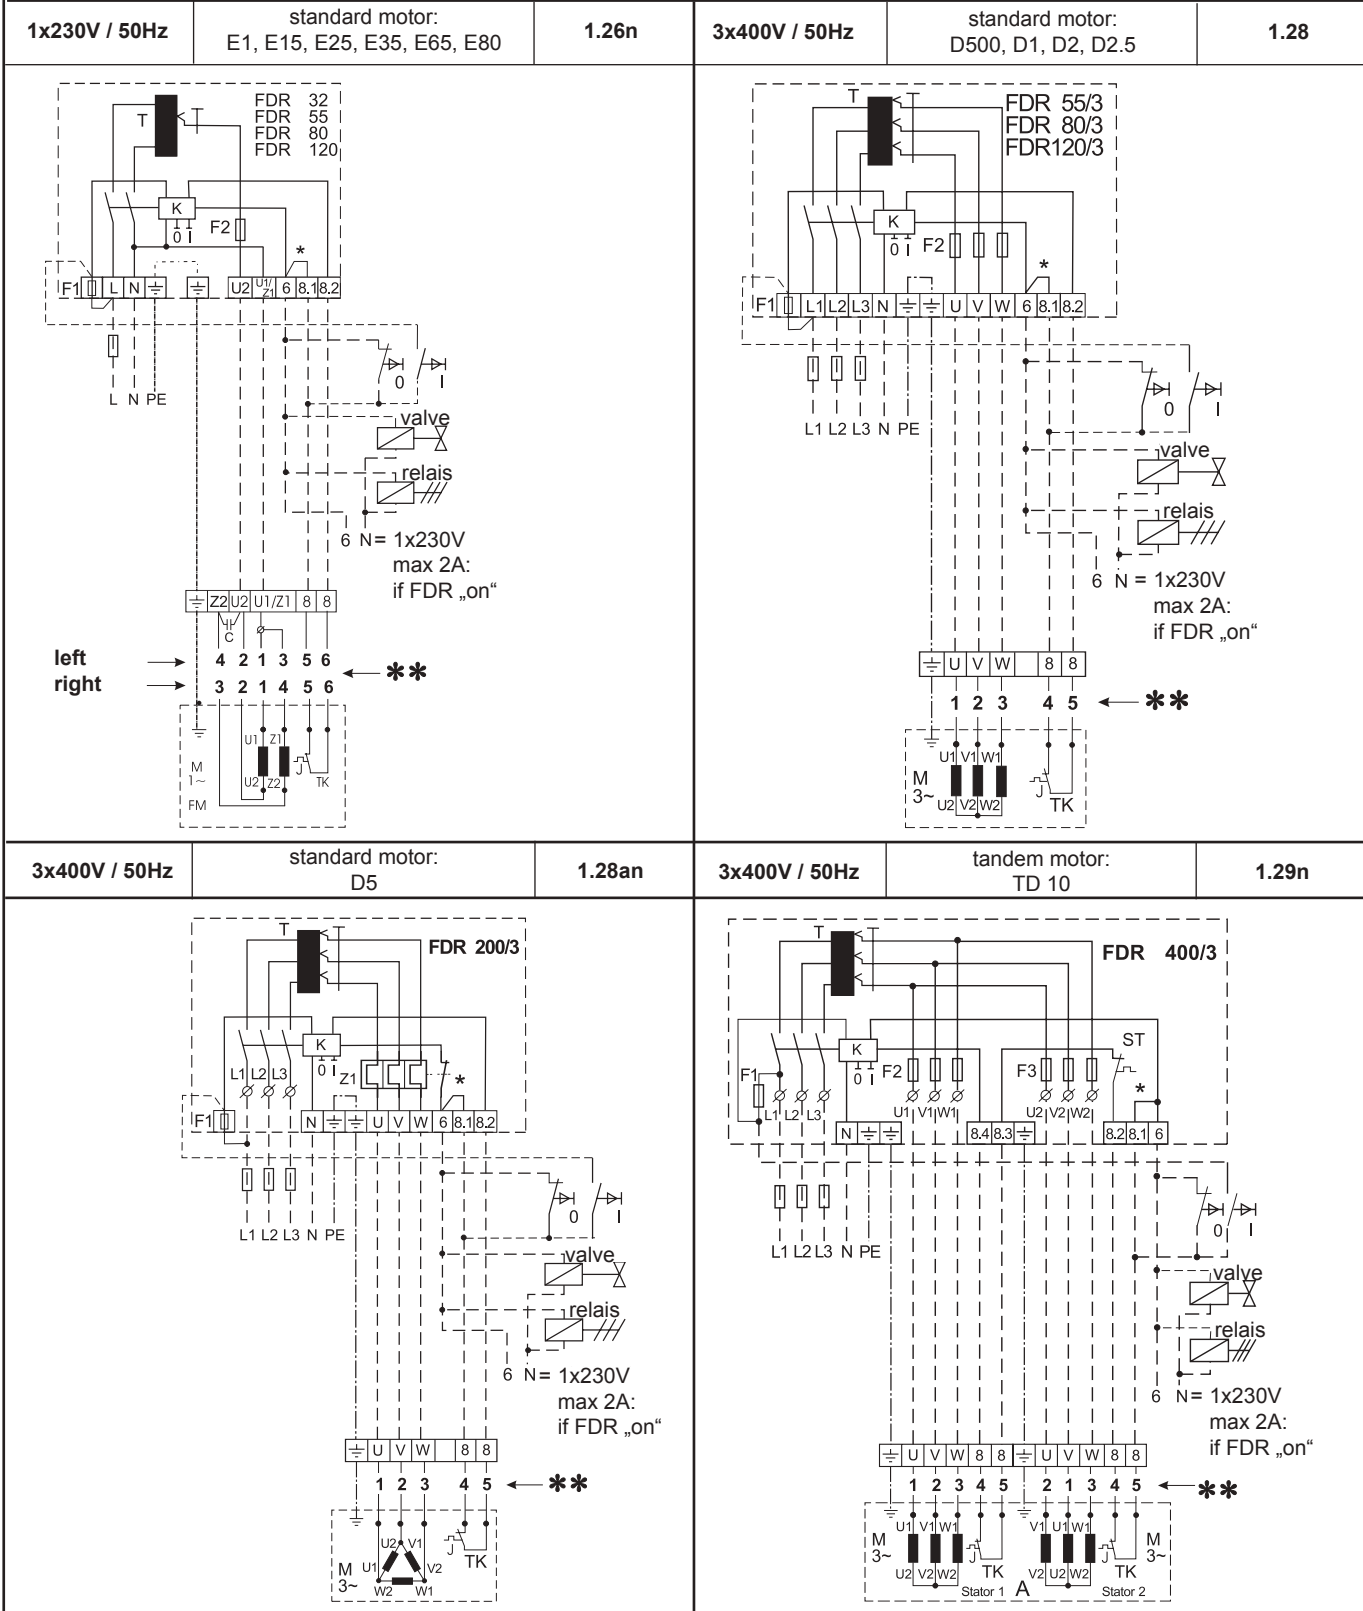 1x230V / 50Hz
standard motor:
E1, E15, E25, E35, E65, E80
1.26n
T
FDR 32
FDR 55
FDR 80
FDR 120
K
0 I
F2
*
F1 L N U2 U1/Z1 6 8.1 8.2
0 I
L N PE
valve
relais
6 N= 1x230V
max 2A:
if FDR „on“
Z2 U2 U1/Z1 8 8
C
left 4 2 1 3 5 6
**
right 3 2 1 4 5 6
U1 Z1
J
M
1~
U2 Z2 TK
FM
3x400V / 50Hz
standard motor:
D500, D1, D2, D2.5
1.28
T
FDR 55/3
FDR 80/3
FDR120/3
K
0 I
F2
*
F1 L1 L2 L3 N U V W 6 8.1 8.2
0 I
L1 L2 L3 N PE
valve
relais
6 N = 1x230V
max 2A:
if FDR „on“
U V W 8 8
1 2 3 4 5 **
U1 V1 W1
M
3~
J
U2 V2 W2 TK
3x400V / 50Hz
standard motor:
D5
1.28an
T
FDR 200/3
K
0 I
L1 L2 L3
Z1
*
F1 N U V W 6 8.1 8.2
0 I
L1 L2 L3 N PE
valve
relais
6 N= 1x230V
max 2A:
if FDR „on“
U V W 8 8
1 2 3 4 5 **
U2 V1
J
M
3~
U1 V2 TK
W2 W1
3x400V / 50Hz
tandem motor:
TD 10
1.29n
T
FDR 400/3
K
0 I
ST
F1 F2 F3
*
L1 L2 L3 U1 V1 W1 U2 V2 W2
N 8.4 8.3 8.2 8.1 6
0 I
L1 L2 L3 N PE
valve
relais
6 N= 1x230V
max 2A:
if FDR „on“
U V W 8 8 U V W 8 8
1 2 3 4 5 2 1 3 4 5
**
U1 V1 W1 V1 U1 W1
M
3~
J J
M
3~
U2 V2 W2 TK V2 U2 W2 TK
Stator 1 A Stator 2